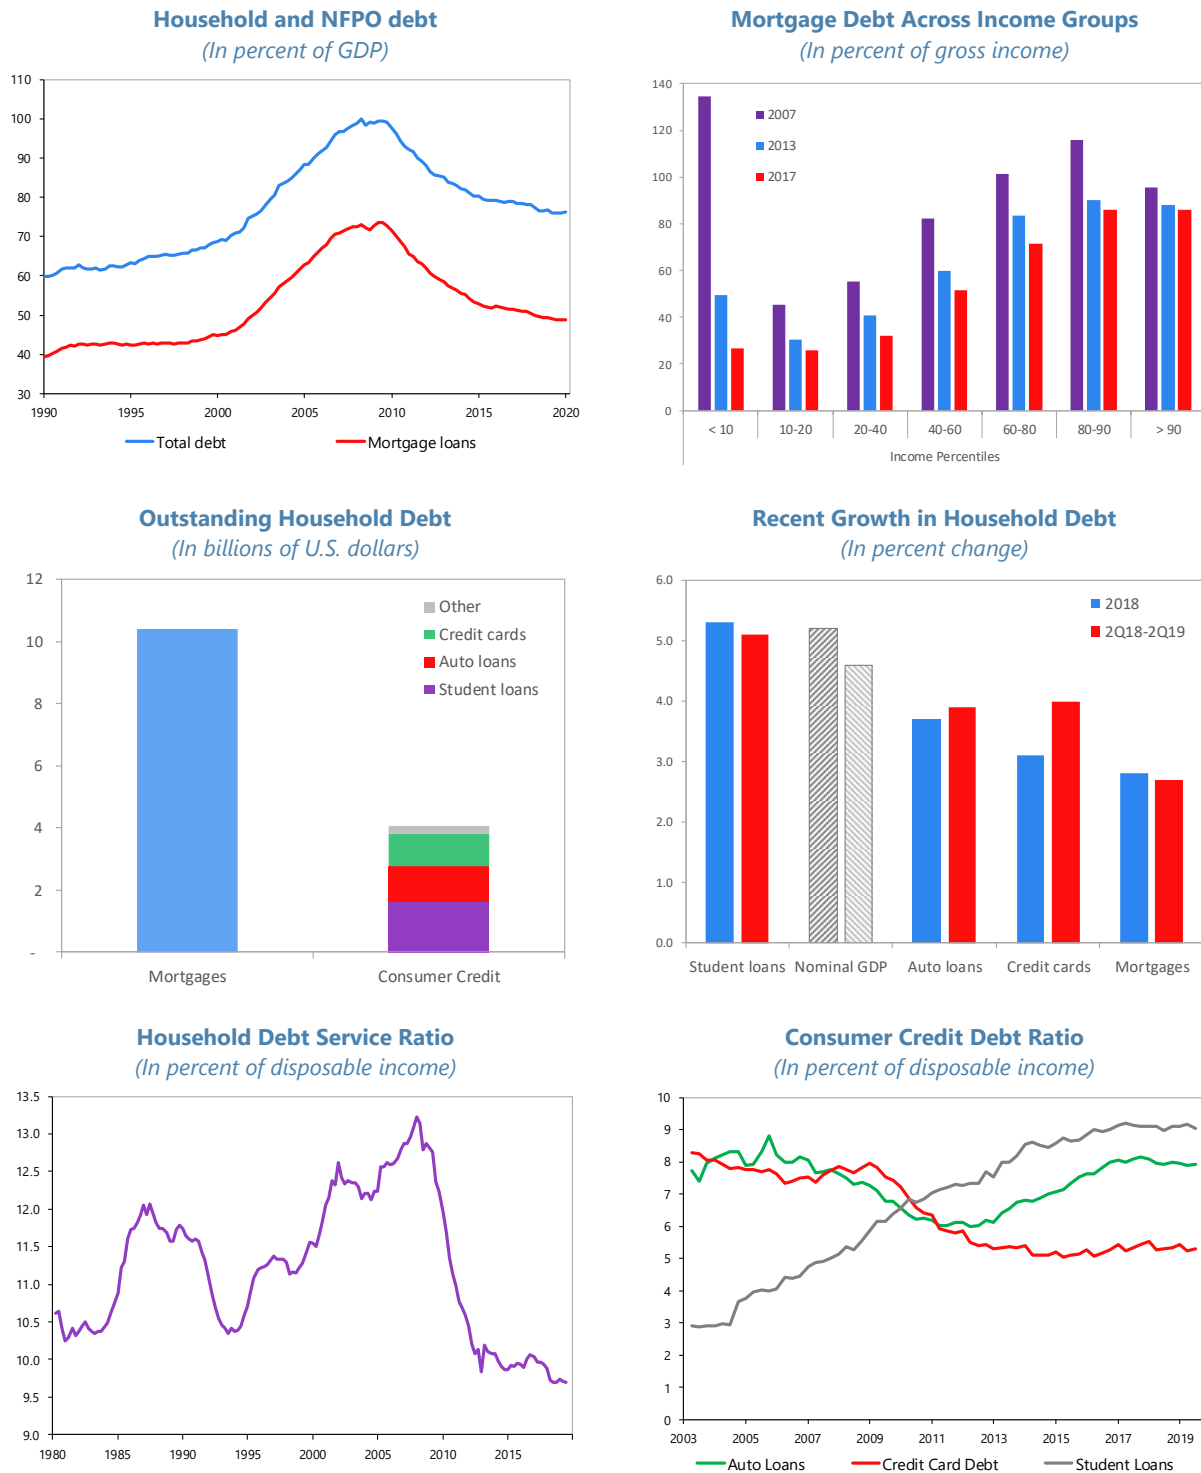 Household and NFPO debt
(In percent of GDP)
110
100
90
80
70
60
50
40
30
1990 1995 2000 2005 2010 2015 2020
Total debt Mortgage loans
Mortgage Debt Across Income Groups
(In percent of gross income)
140
120
100
80
60
40
20
0
2007
2013
2017
< 10 10-20 20-40 40-60 60-80 80-90 > 90
Income Percentiles
Outstanding Household Debt
(In billions of U.S. dollars)
12
10
8
6
4
2
-
Other
Credit cards
Auto loans
Student loans
Mortgages Consumer Credit
Recent Growth in Household Debt
(In percent change)
6.0
5.0
4.0
3.0
2.0
1.0
0.0
2018
2Q18-2Q19
Student loans Nominal GDP Auto loans Credit cards Mortgages
Household Debt Service Ratio
(In percent of disposable income)
13.5
13.0
12.5
12.0
11.5
11.0
10.5
10.0
9.5
9.0
1980 1985 1990 1995 2000 2005 2010 2015
Consumer Credit Debt Ratio
(In percent of disposable income)
10
9
8
7
6
5
4
3
2
1
0
2003 2005 2007 2009 2011 2013 2015 2017 2019
Auto Loans Credit Card Debt Student Loans